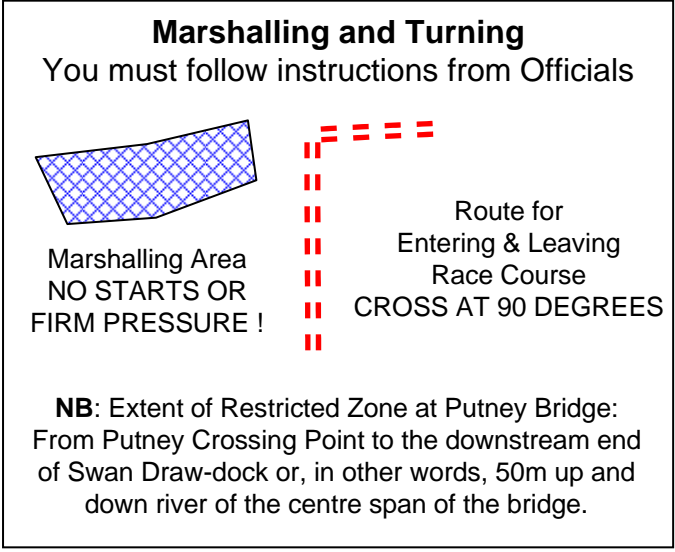 Marshalling and Turning
You must follow instructions from Officials
Marshalling Area
NO STARTS OR
FIRM PRESSURE !
Route for
Entering & Leaving
Race Course
CROSS AT 90 DEGREES
NB: Extent of Restricted Zone at Putney Bridge:
From Putney Crossing Point to the downstream end
of Swan Draw-dock or, in other words, 50m up and
down river of the centre span of the bridge.